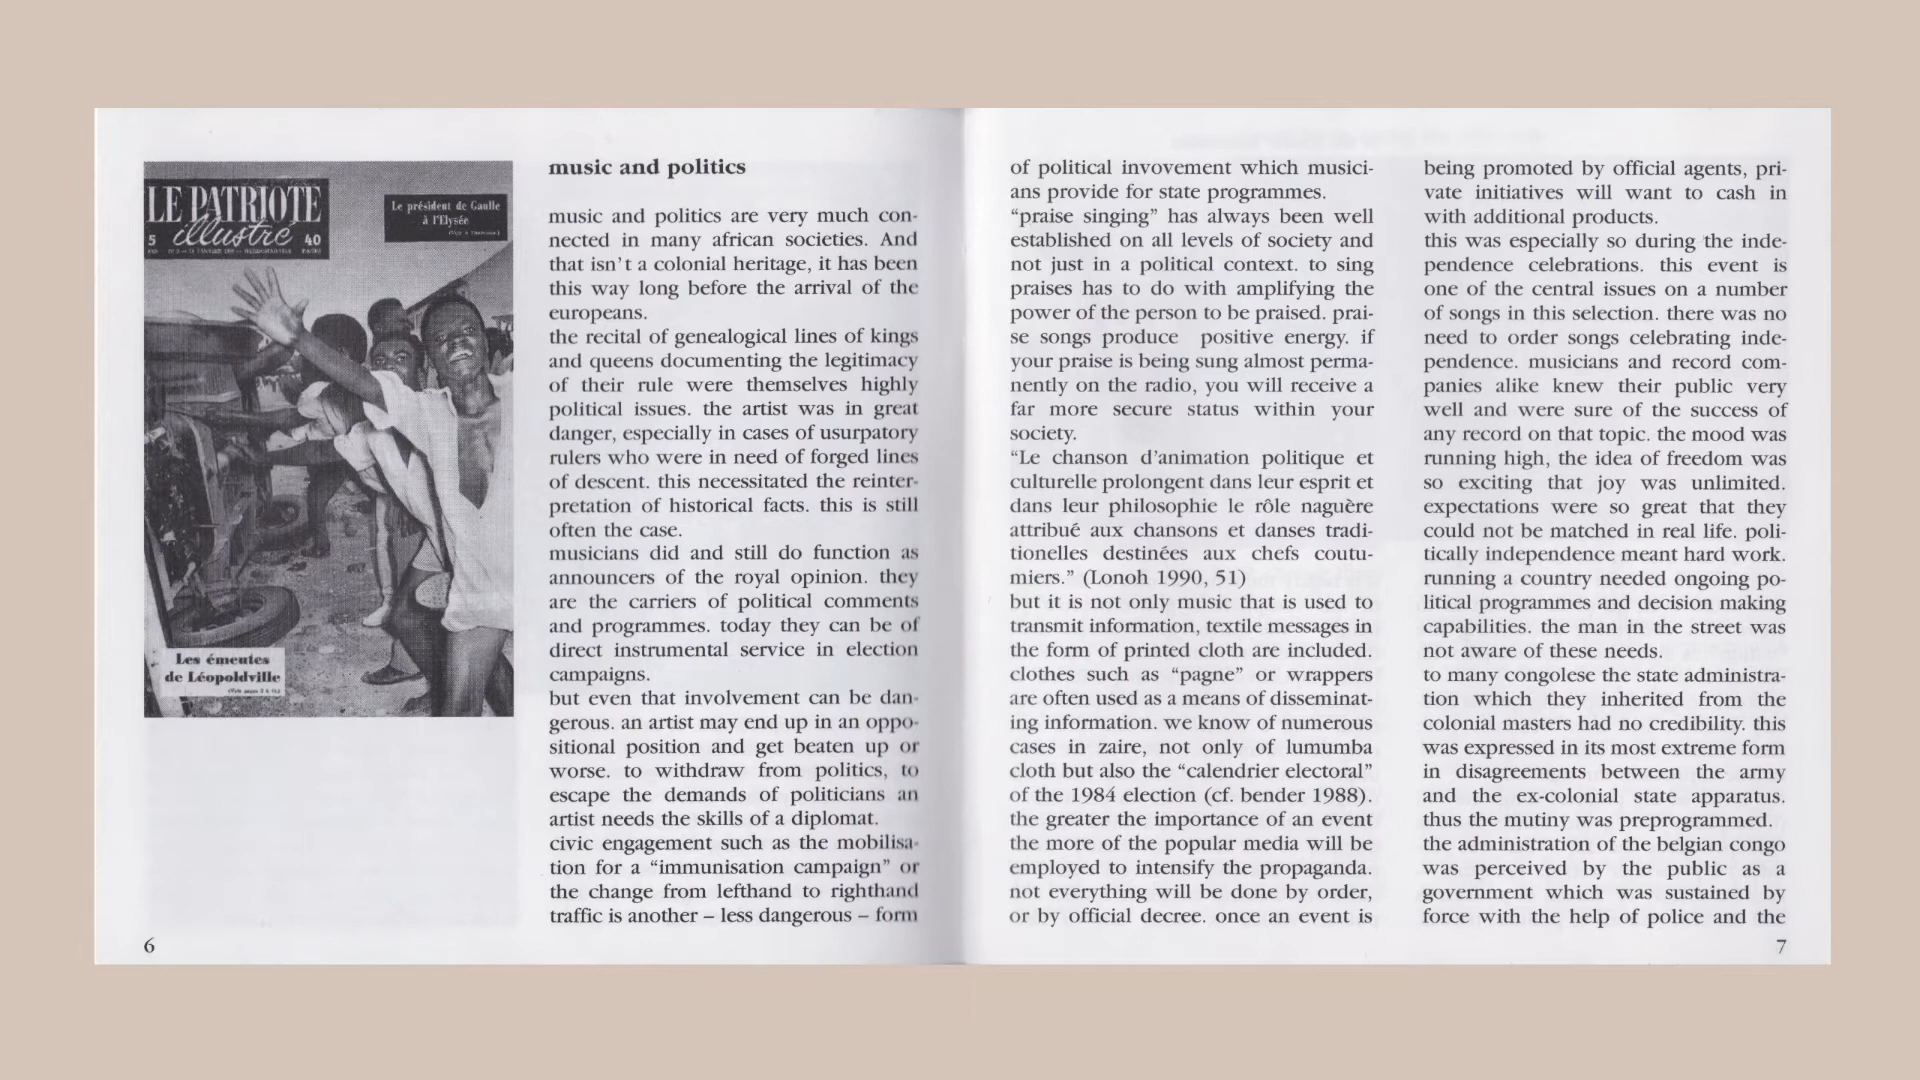 LE PATRIOTE
illustré
5
40
Le président de Gaulle
à l'Elysée
Les émeutes
de Léopoldville
6
music and politics
music and politics are very much con-
nected in many african societies. And
that isn't a colonial heritage, it has been
this way long before the arrival of the
europeans.
the recital of genealogical lines of kings
and queens documenting the legitimacy
of their rule were themselves highly
political issues. the artist was in great
danger, especially in cases of usurpatory
rulers who were in need of forged lines
of descent. this necessitated the reinter-
pretation of historical facts. this is still
often the case.
musicians did and still do function as
announcers of the royal opinion. they
are the carriers of political comments
and programmes. today they can be of
direct instrumental service in election
campaigns.
but even that involvement can be dan-
gerous. an artist may end up in an oppo-
sitional position and get beaten up or
worse. to withdraw from politics, to
escape the demands of politicians an
artist needs the skills of a diplomat.
civic engagement such as the mobilisa-
tion for a “immunisation campaign” or
the change from lefthand to righthand
traffic is another – less dangerous – form
of political invovement which musici-
ans provide for state programmes.
“praise singing” has always been well
established on all levels of society and
not just in a political context. to sing
praises has to do with amplifying the
power of the person to be praised. prai-
se songs produce positive energy. if
your praise is being sung almost perma-
nently on the radio, you will receive a
far more secure status within your
society.
“Le chanson d'animation politique et
culturelle prolongent dans leur esprit et
dans leur philosophie le rôle naguère
attribué aux chansons et danses tradi-
tionelles destinées aux chefs coutu-
miers.” (Lonoh 1990, 51)
but it is not only music that is used to
transmit information, textile messages in
the form of printed cloth are included.
clothes such as “pagne” or wrappers
are often used as a means of disseminat-
ing information. we know of numerous
cases in zaire, not only of lumumba
cloth but also the “calendrier electoral”
of the 1984 election (cf. bender 1988).
the greater the importance of an event
the more of the popular media will be
employed to intensify the propaganda.
not everything will be done by order,
or by official decree. once an event is
being promoted by official agents, pri-
vate initiatives will want to cash in
with additional products.
this was especially so during the inde-
pendence celebrations. this event is
one of the central issues on a number
of songs in this selection. there was no
need to order songs celebrating inde-
pendence. musicians and record com-
panies alike knew their public very
well and were sure of the success of
any record on that topic. the mood was
running high, the idea of freedom was
so exciting that joy was unlimited.
expectations were so great that they
could not be matched in real life. poli-
tically independence meant hard work.
running a country needed ongoing po-
litical programmes and decision making
capabilities. the man in the street was
not aware of these needs.
to many congolese the state administra-
tion which they inherited from the
colonial masters had no credibility. this
was expressed in its most extreme form
in disagreements between the army
and the ex-colonial state apparatus.
thus the mutiny was preprogrammed.
the administration of the belgian congo
was perceived by the public as a
government which was sustained by
force with the help of police and the
7